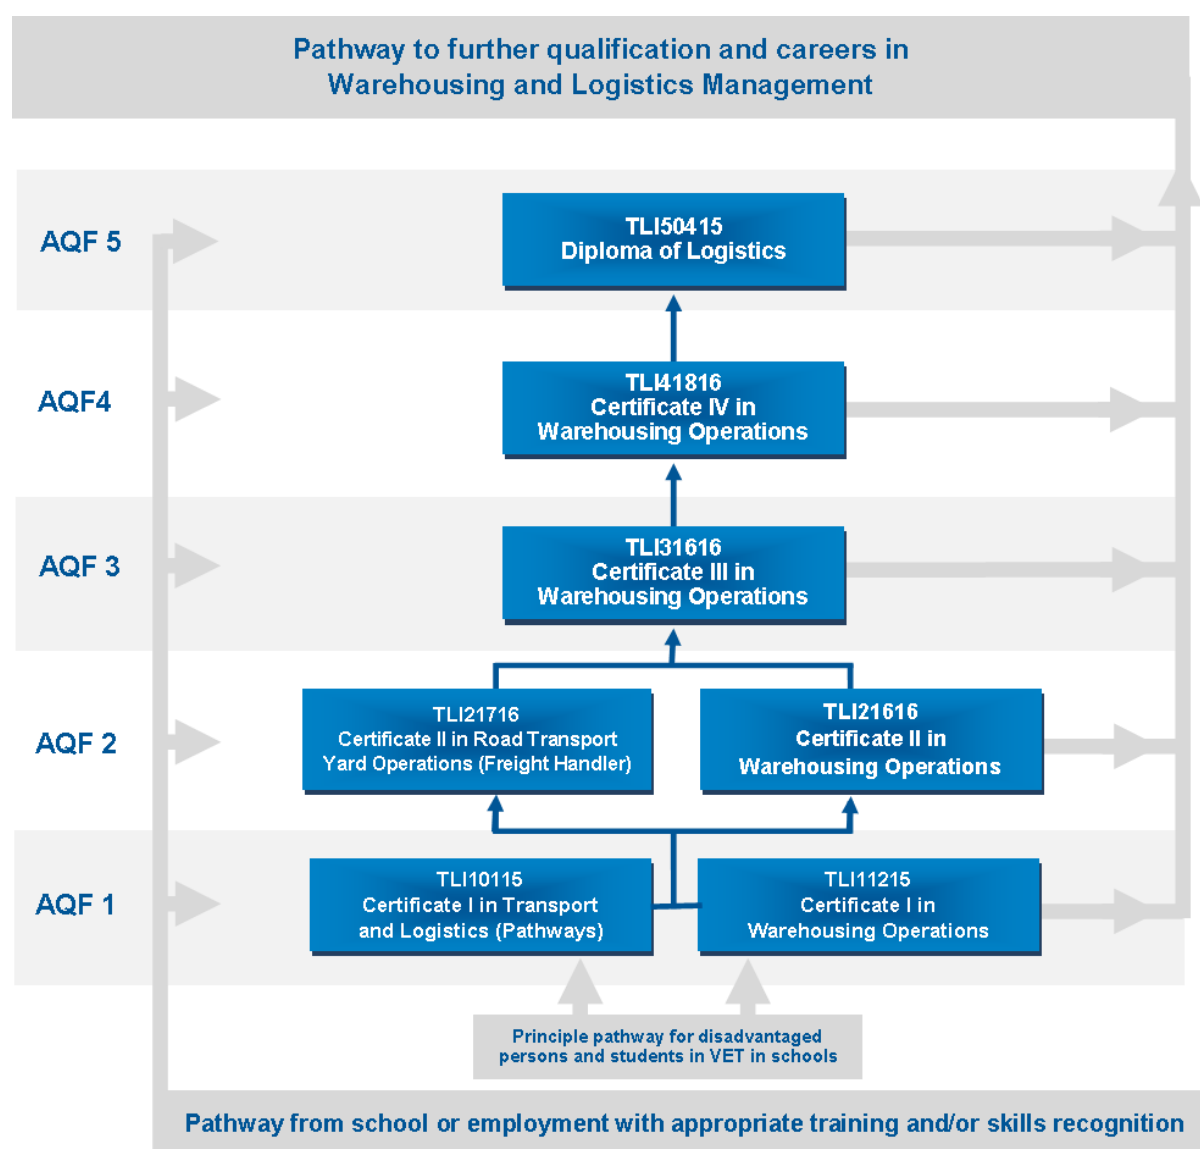 Pathway to further qualification and careers in
Warehousing and Logistics Management
AQF 5
TLI50415
Diploma of Logistics
AQF4
TLI41816
Certificate IV in
Warehousing Operations
AQF 3
TLI31616
Certificate III in
Warehousing Operations
AQF 2
TLI21716
Certificate II in Road Transport
Yard Operations (Freight Handler)
TLI21616
Certificate II in
Warehousing Operations
AQF 1
TLI10115
Certificate I in Transport
and Logistics (Pathways)
TLI11215
Certificate I in
Warehousing Operations
Principle pathway for disadvantaged
persons and students in VET in schools
Pathway from school or employment with appropriate training and/or skills recognition